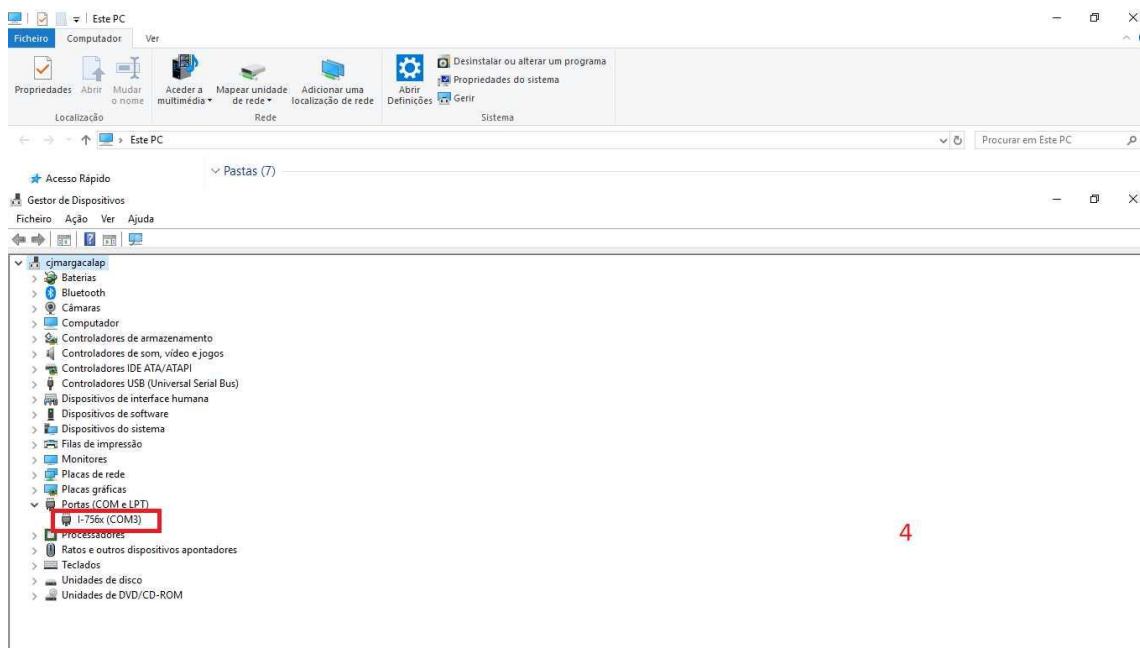 Este PC
Ficheiro Computador Ver
Propriedades Abrir Mudar o nome Aceder a multimédia Mapear unidade de rede Adicionar uma localização de rede Abrir Definições Desinstalar ou alterar um programa
Propriedades do sistema
Gerir
Localização Rede Sistema
Este PC Procurar em Este PC
Acesso Rápido Pastas (7)
Gestor de Dispositivos
Ficheiro Ação Ver Ajuda
cjmargacalap
Baterias
Bluetooth
Câmaras
Computador
Controladores de armazenamento
Controladores de som, vídeo e jogos
Controladores IDE ATA/ATAPI
Controladores USB (Universal Serial Bus)
Dispositivos de interface humana
Dispositivos de software
Dispositivos do sistema
Filas de impressão
Monitores
Placas de rede
Placas gráficas
Portas (COM e LPT)
I-756x (COM3)
Processadores
4
Ratos e outros dispositivos apontadores
Teclados
Unidades de disco
Unidades de DVD/CD-ROM